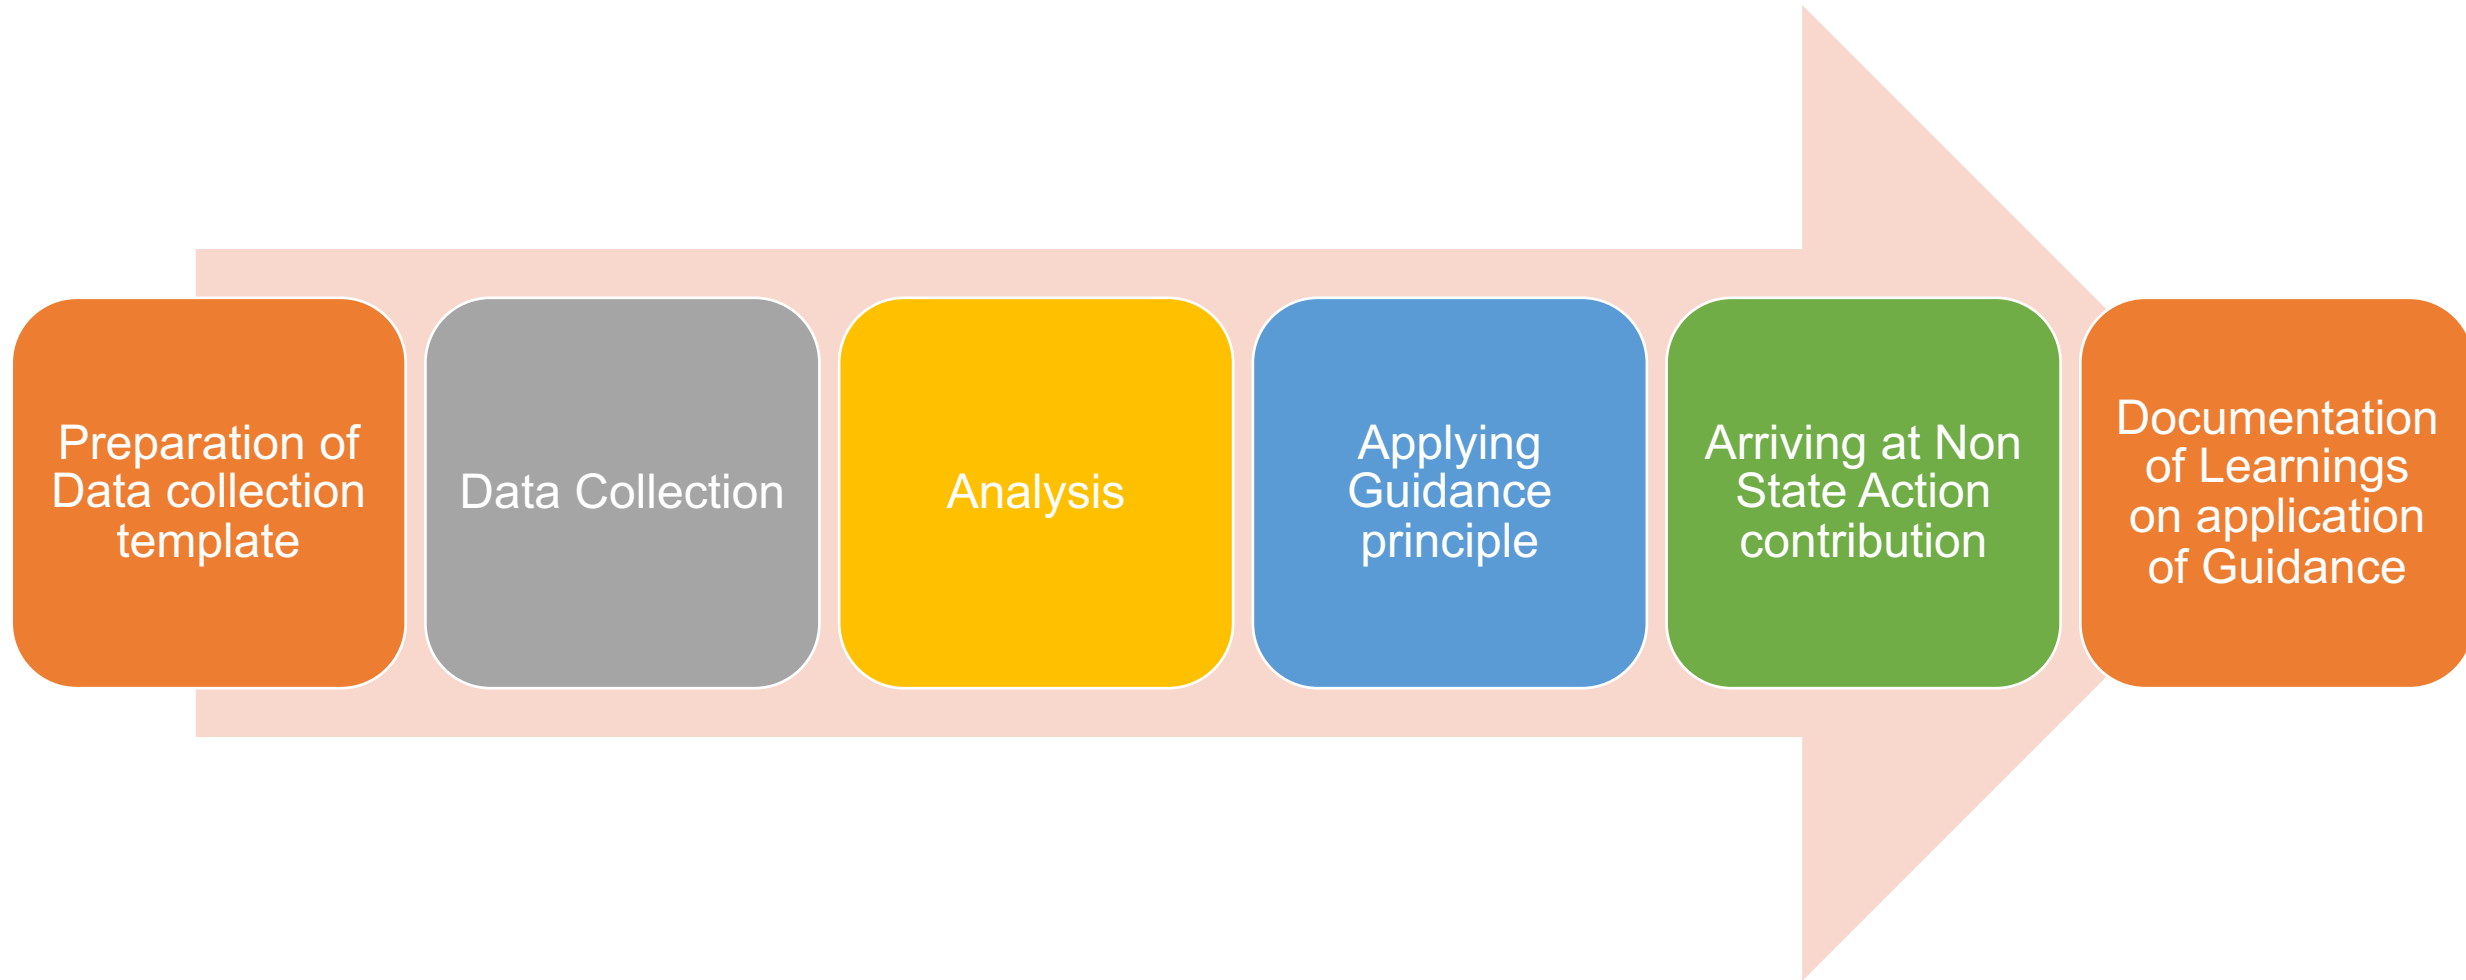 Preparation of
Data collection
template
Data Collection
Analysis
Applying
Guidance
principle
Arriving at Non
State Action
contribution
Documentation
of Learnings
on application
of Guidance